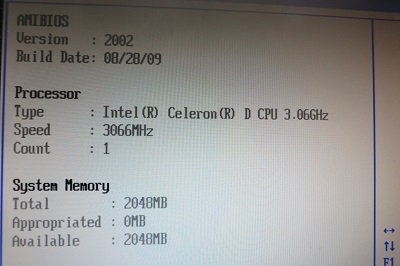 AMIBIOS
Version : 2002
Build Date: 08/28/09
Processor
Type : Intel(R) Celeron(R) D CPU 3.06GHz
Speed : 3066MHz
Count : 1
System Memory
Total : 2048MB
Appropriated : 0MB
Available : 2048MB
↔
↑↓
F1